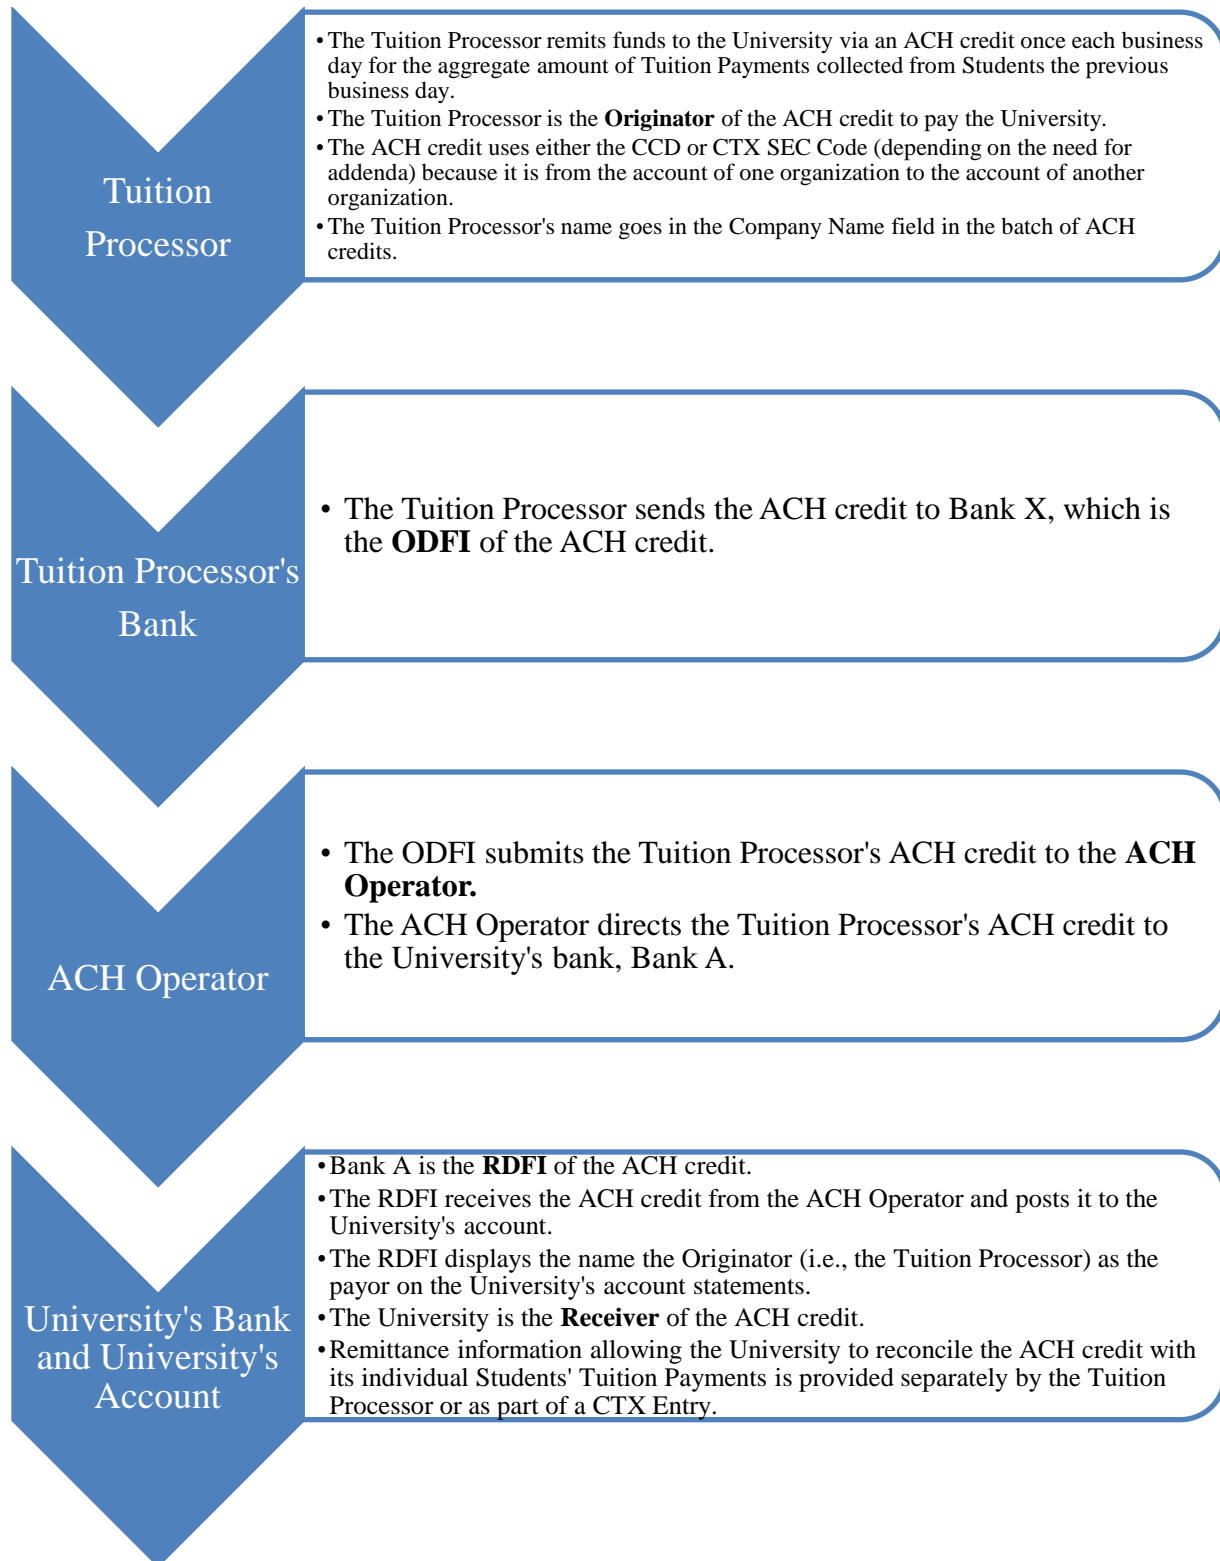 Tuition
Processor
•The Tuition Processor remits funds to the University via an ACH credit once each business
day for the aggregate amount of Tuition Payments collected from Students the previous
business day.
•The Tuition Processor is the Originator of the ACH credit to pay the University.
•The ACH credit uses either the CCD or CTX SEC Code (depending on the need for
addenda) because it is from the account of one organization to the account of another
organization.
•The Tuition Processor's name goes in the Company Name field in the batch of ACH
credits.
Tuition Processor's
Bank
• The Tuition Processor sends the ACH credit to Bank X, which is
the ODFI of the ACH credit.
ACH Operator
• The ODFI submits the Tuition Processor's ACH credit to the ACH
Operator.
• The ACH Operator directs the Tuition Processor's ACH credit to
the University's bank, Bank A.
University's Bank
and University's
Account
•Bank A is the RDFI of the ACH credit.
•The RDFI receives the ACH credit from the ACH Operator and posts it to the
University's account.
•The RDFI displays the name the Originator (i.e., the Tuition Processor) as the
payor on the University's account statements.
•The University is the Receiver of the ACH credit.
•Remittance information allowing the University to reconcile the ACH credit with
its individual Students' Tuition Payments is provided separately by the Tuition
Processor or as part of a CTX Entry.